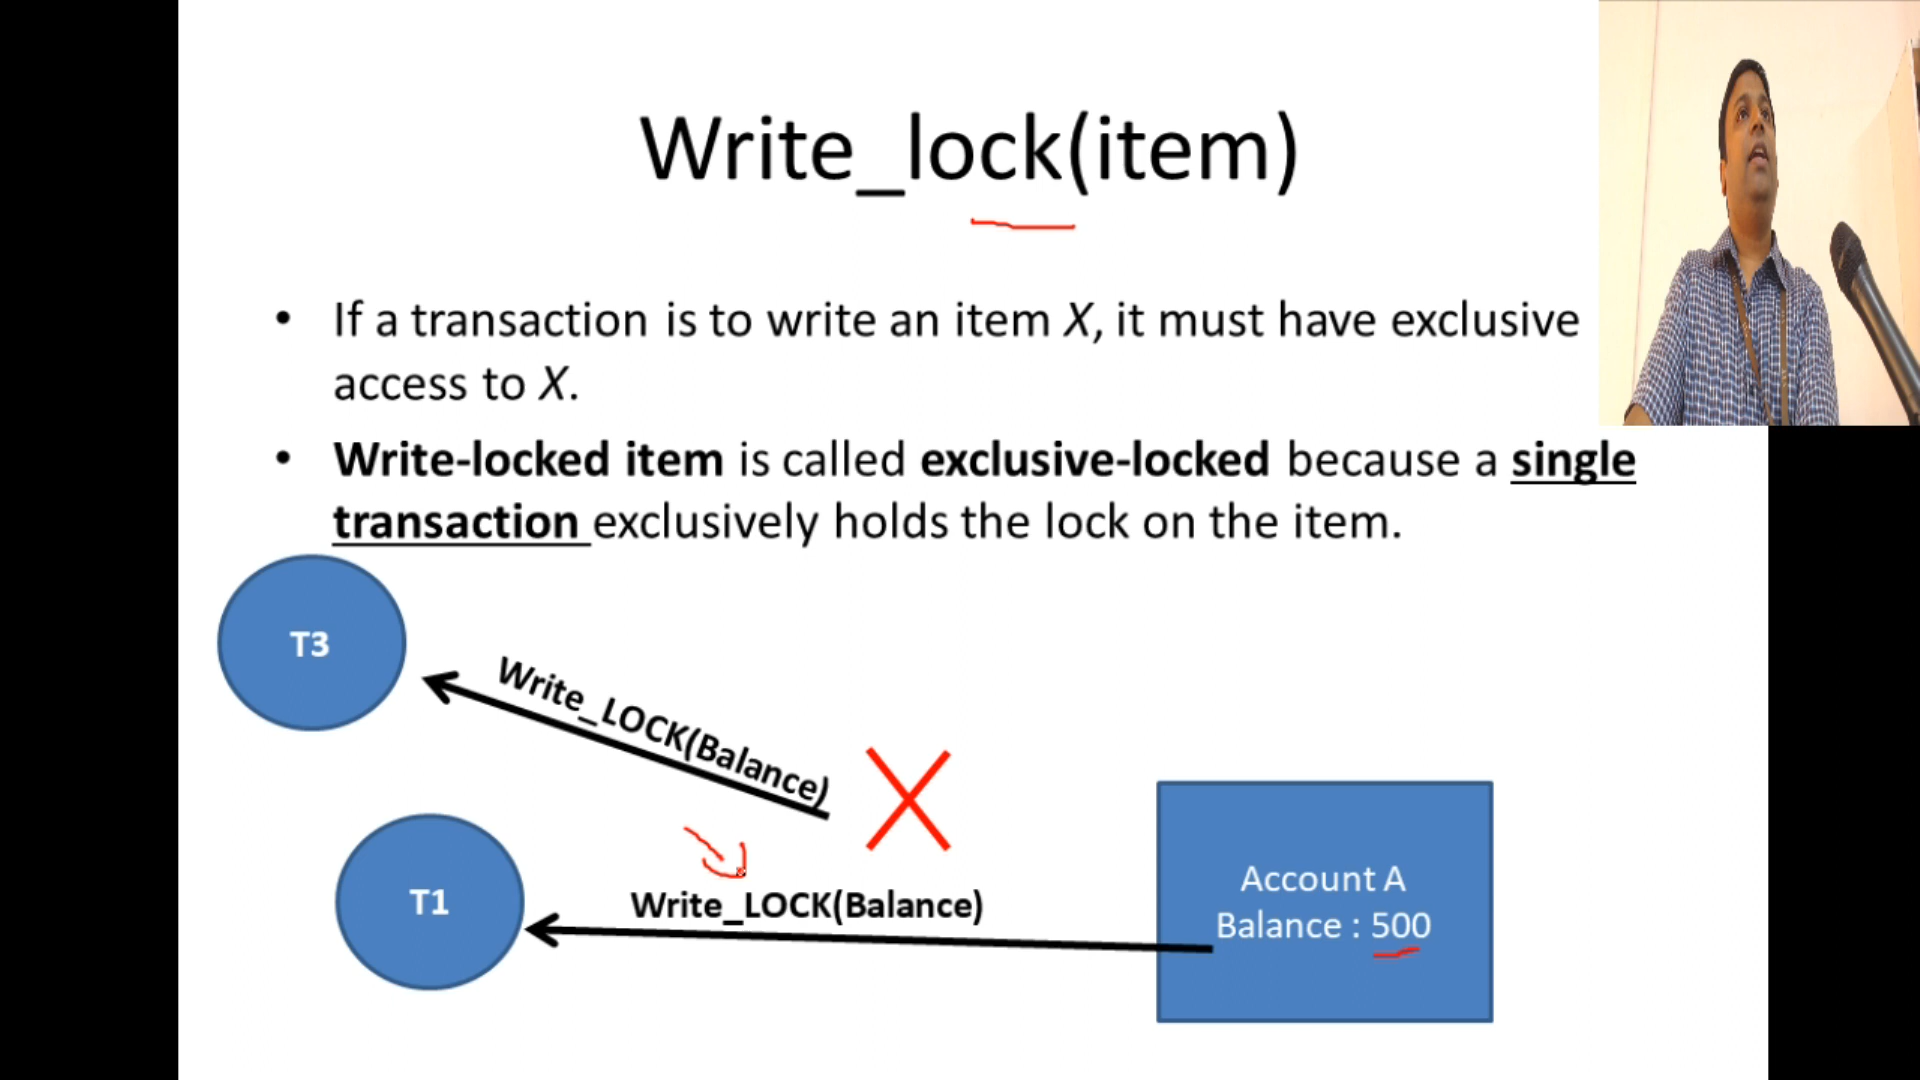 Write_lock(item)
• If a transaction is to write an item X, it must have exclusive
access to X.
• Write-locked item is called exclusive-locked because a single
transaction exclusively holds the lock on the item.
T3
Write_LOCK(Balance)
T1
Write_LOCK(Balance)
Account A
Balance : 500